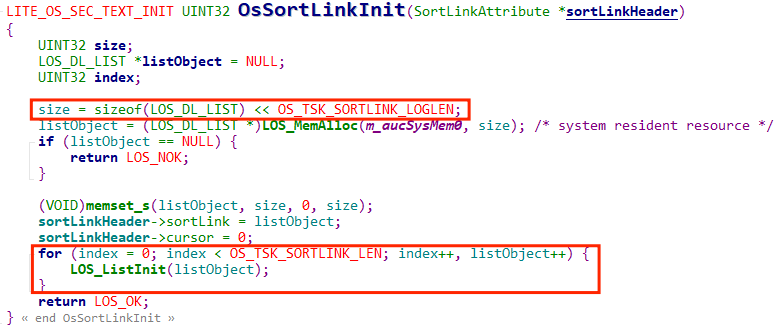 LITE_OS_SEC_TEXT_INIT UINT32 OsSortLinkInit(SortLinkAttribute *sortLinkHeader)
{
    UINT32 size;
    LOS_DL_LIST *listObject = NULL;
    UINT32 index;

    size = sizeof(LOS_DL_LIST) << OS_TSK_SORTLINK_LOGLEN;
    listObject = (LOS_DL_LIST *)LOS_MemAlloc(m_aucSysMem0, size); /* system resident resource */
    if (listObject == NULL) {
        return LOS_NOK;
    }

    (VOID)memset_s(listObject, size, 0, size);
    sortLinkHeader->sortLink = listObject;
    sortLinkHeader->cursor = 0;
    for (index = 0; index < OS_TSK_SORTLINK_LEN; index++, listObject++) {
        LOS_ListInit(listObject);
    }
    return LOS_OK;
} « end OsSortLinkInit »